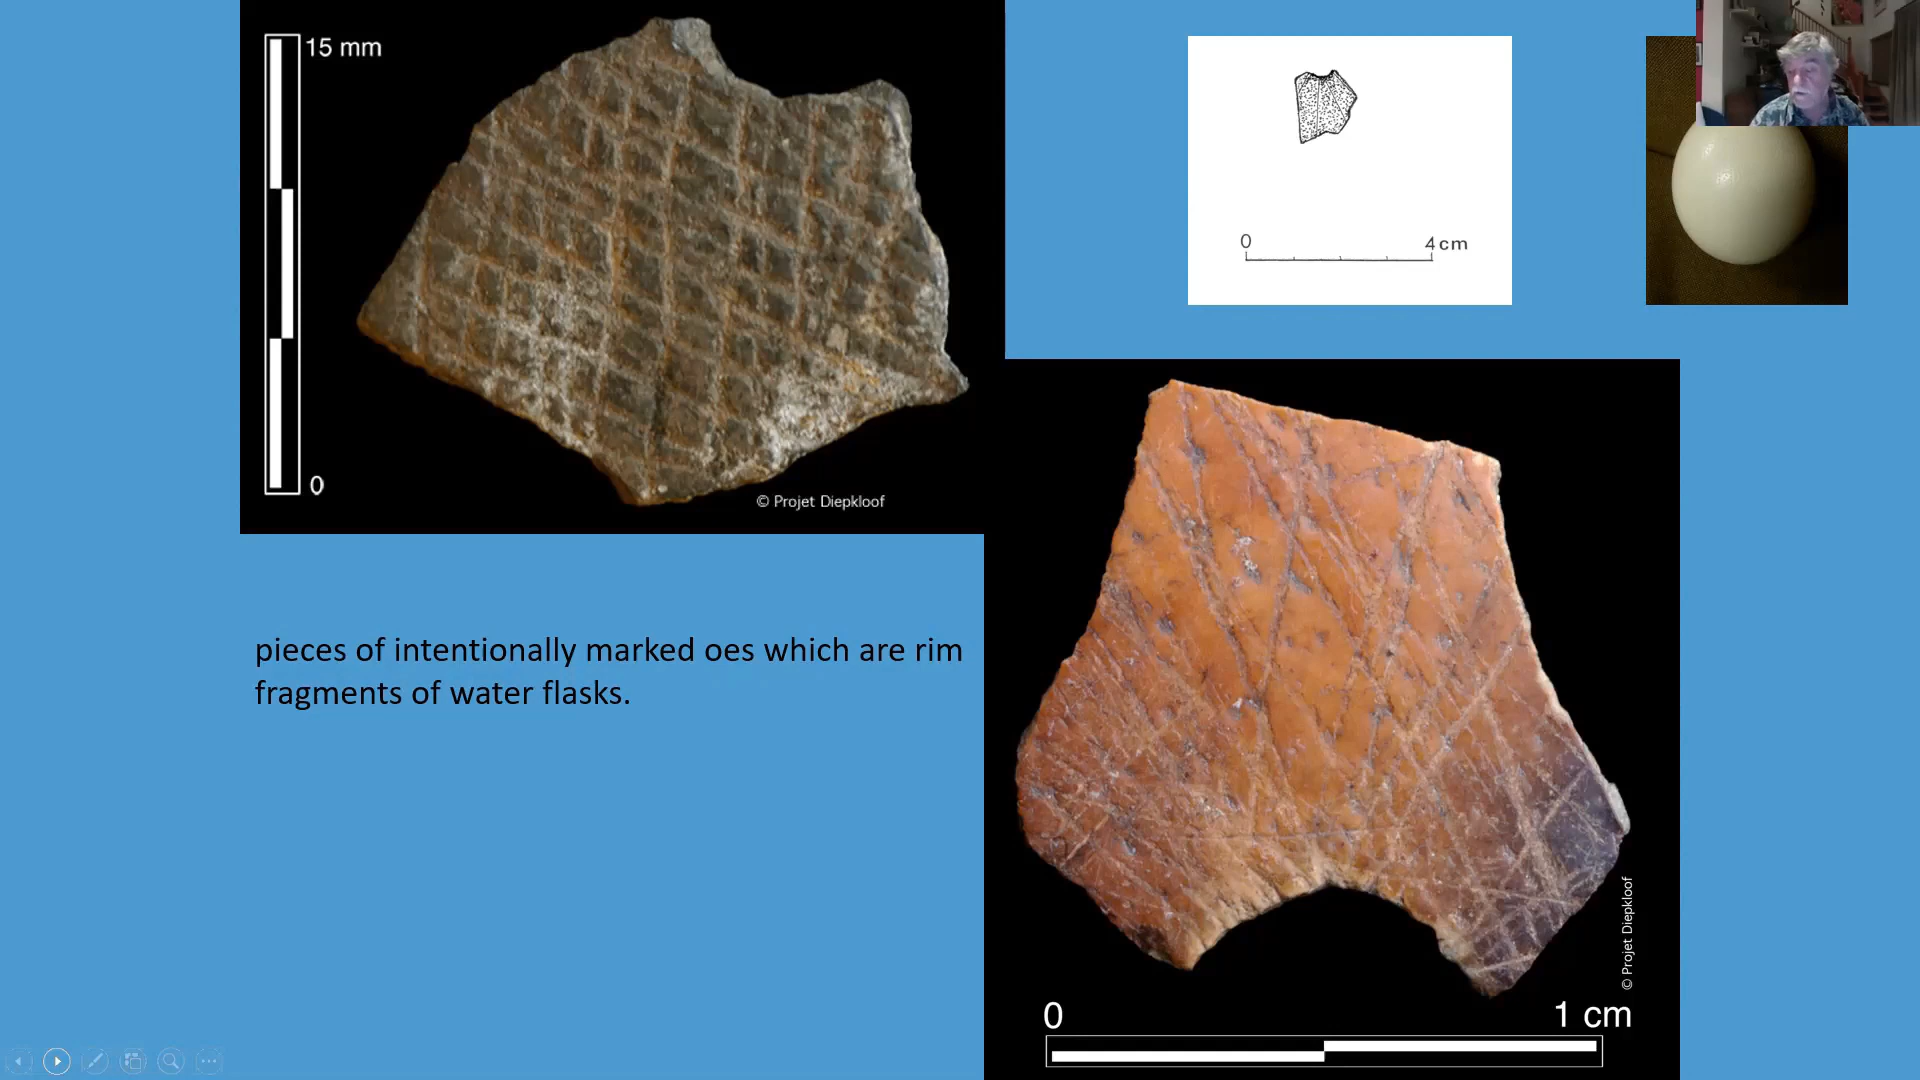 15 mm
0
© Projet Diepkloof
0
4 cm
pieces of intentionally marked oes which are rim
fragments of water flasks.
© Projet Diepkloof
0
1 cm